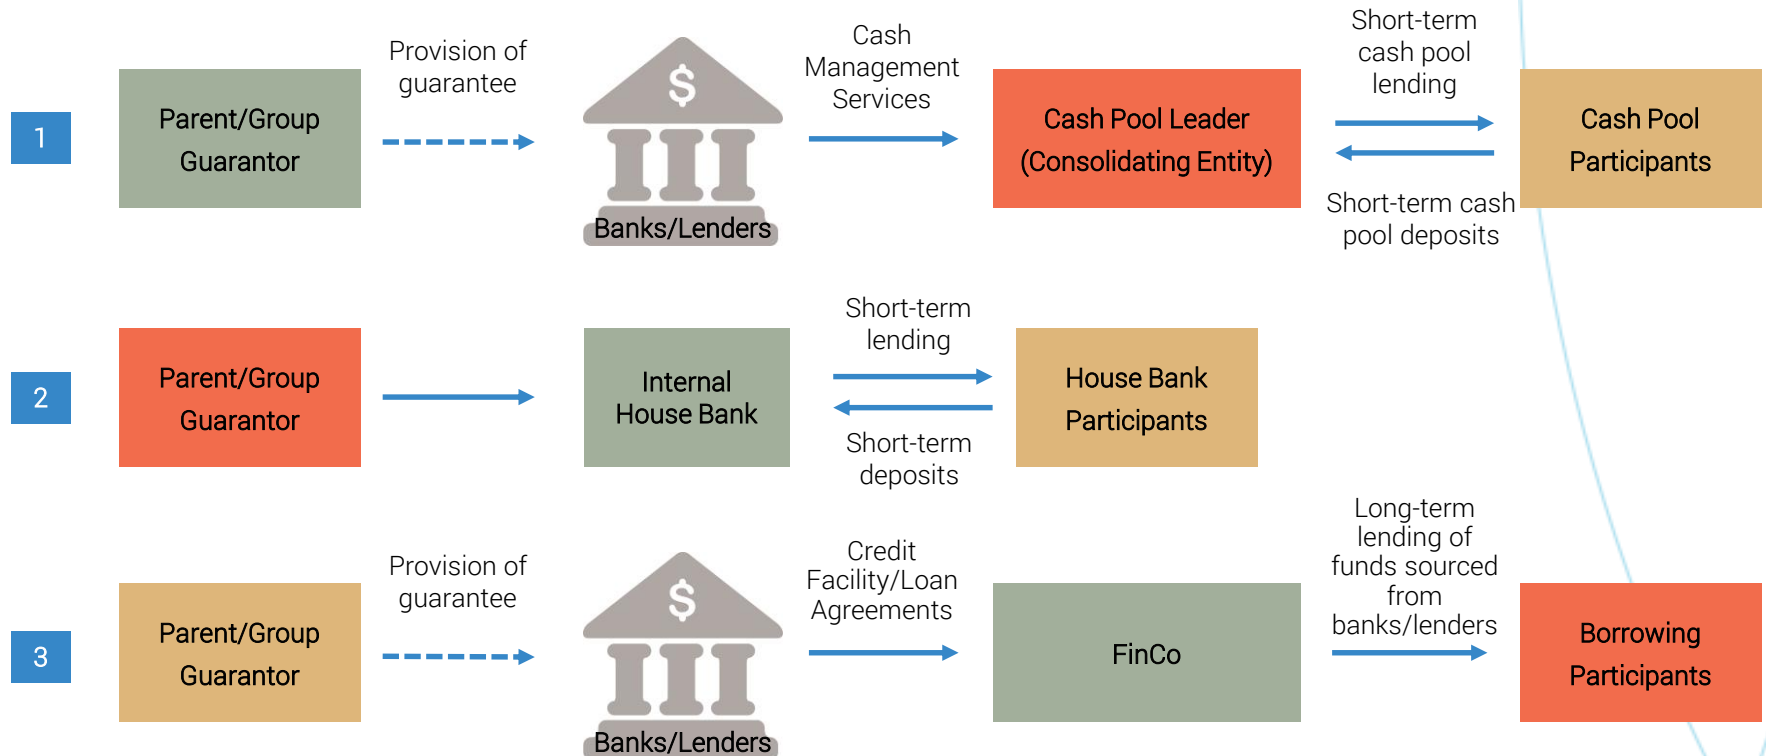 1
Parent/Group
Guarantor
Provision of
guarantee
$
Banks/Lenders
Cash
Management
Services
Cash Pool Leader
(Consolidating Entity)
Short-term
cash pool
lending
Short-term cash
pool deposits
Cash Pool
Participants
2
Parent/Group
Guarantor
Internal
House Bank
Short-term
lending
Short-term
deposits
House Bank
Participants
3
Parent/Group
Guarantor
Provision of
guarantee
$
Banks/Lenders
Credit
Facility/Loan
Agreements
FinCo
Long-term
lending of
funds sourced
from
banks/lenders
Borrowing
Participants